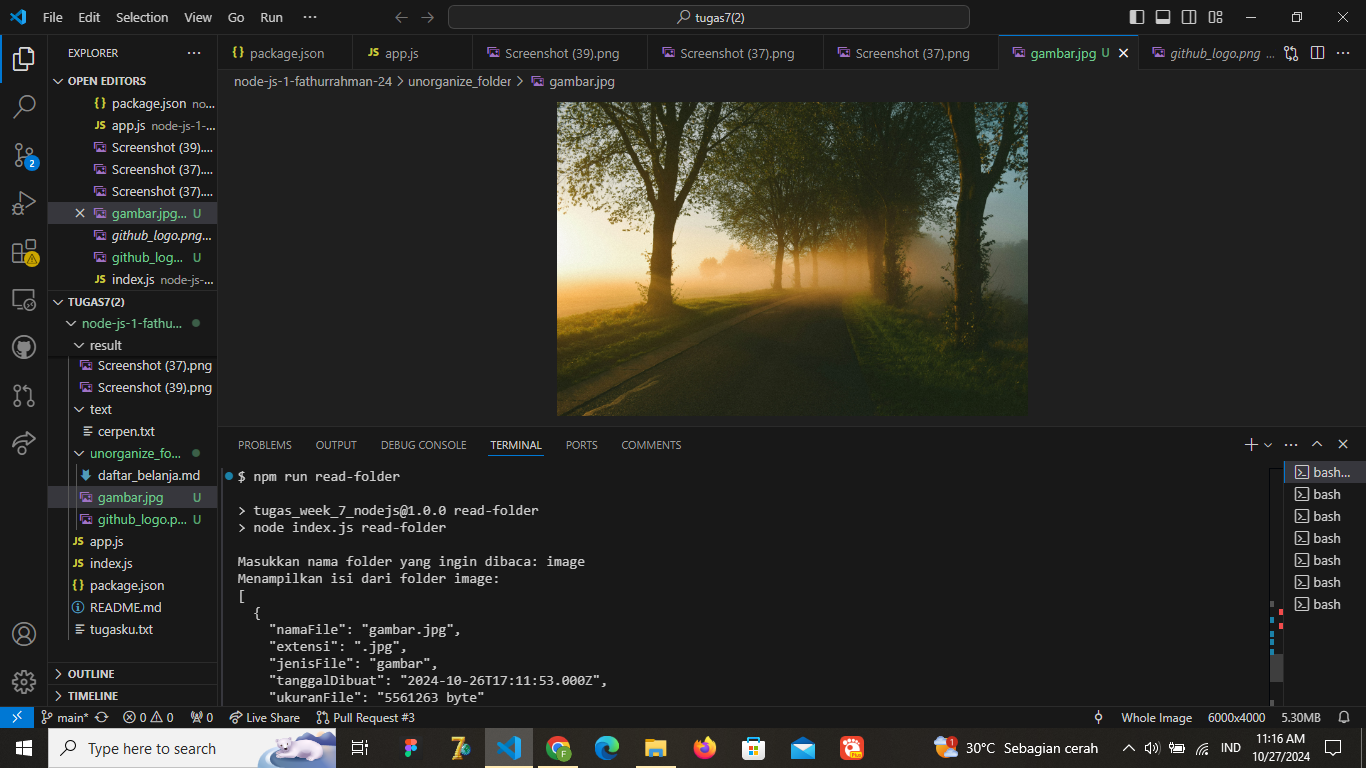 File Edit Selection View Go Run ···
tugas7(2)
EXPLORER ···
OPEN EDITORS
{} package.json no...
JS app.js node-js-1-...
Screenshot (39)....
Screenshot (37)....
Screenshot (37)....
gambar.jpg... U
github_logo.png...
github_log... U
JS index.js node-js-...
TUGAS7(2)
node-js-1-fathu...
result
Screenshot (37).png
Screenshot (39).png
text
cerpen.txt
unorganize_fo...
daftar_belanja.md
gambar.jpg U
github_logo.p... U
JS app.js
JS index.js
{} package.json
README.md
tugasku.txt
OUTLINE
TIMELINE
2
{} package.json
JS app.js
Screenshot (39).png
Screenshot (37).png
Screenshot (37).png
gambar.jpg U
github_logo.png ...
node-js-1-fathurrahman-24 > unorganize_folder > gambar.jpg
PROBLEMS OUTPUT DEBUG CONSOLE TERMINAL PORTS COMMENTS
$ npm run read-folder
> tugas_week_7_nodejs@1.0.0 read-folder
> node index.js read-folder
Masukkan nama folder yang ingin dibaca: image
Menampilkan isi dari folder image:
[
{
"namaFile": "gambar.jpg",
"extensi": ".jpg",
"jenisFile": "gambar",
"tanggalDibuat": "2024-10-26T17:11:53.000Z",
"ukuranFile": "5561263 byte"
bash...
bash
bash
bash
bash
bash
bash
main* 0 0 0 Live Share Pull Request #3 Whole Image 6000x4000 5.30MB
Type here to search
30°C Sebagian cerah
IND
11:16 AM
10/27/2024